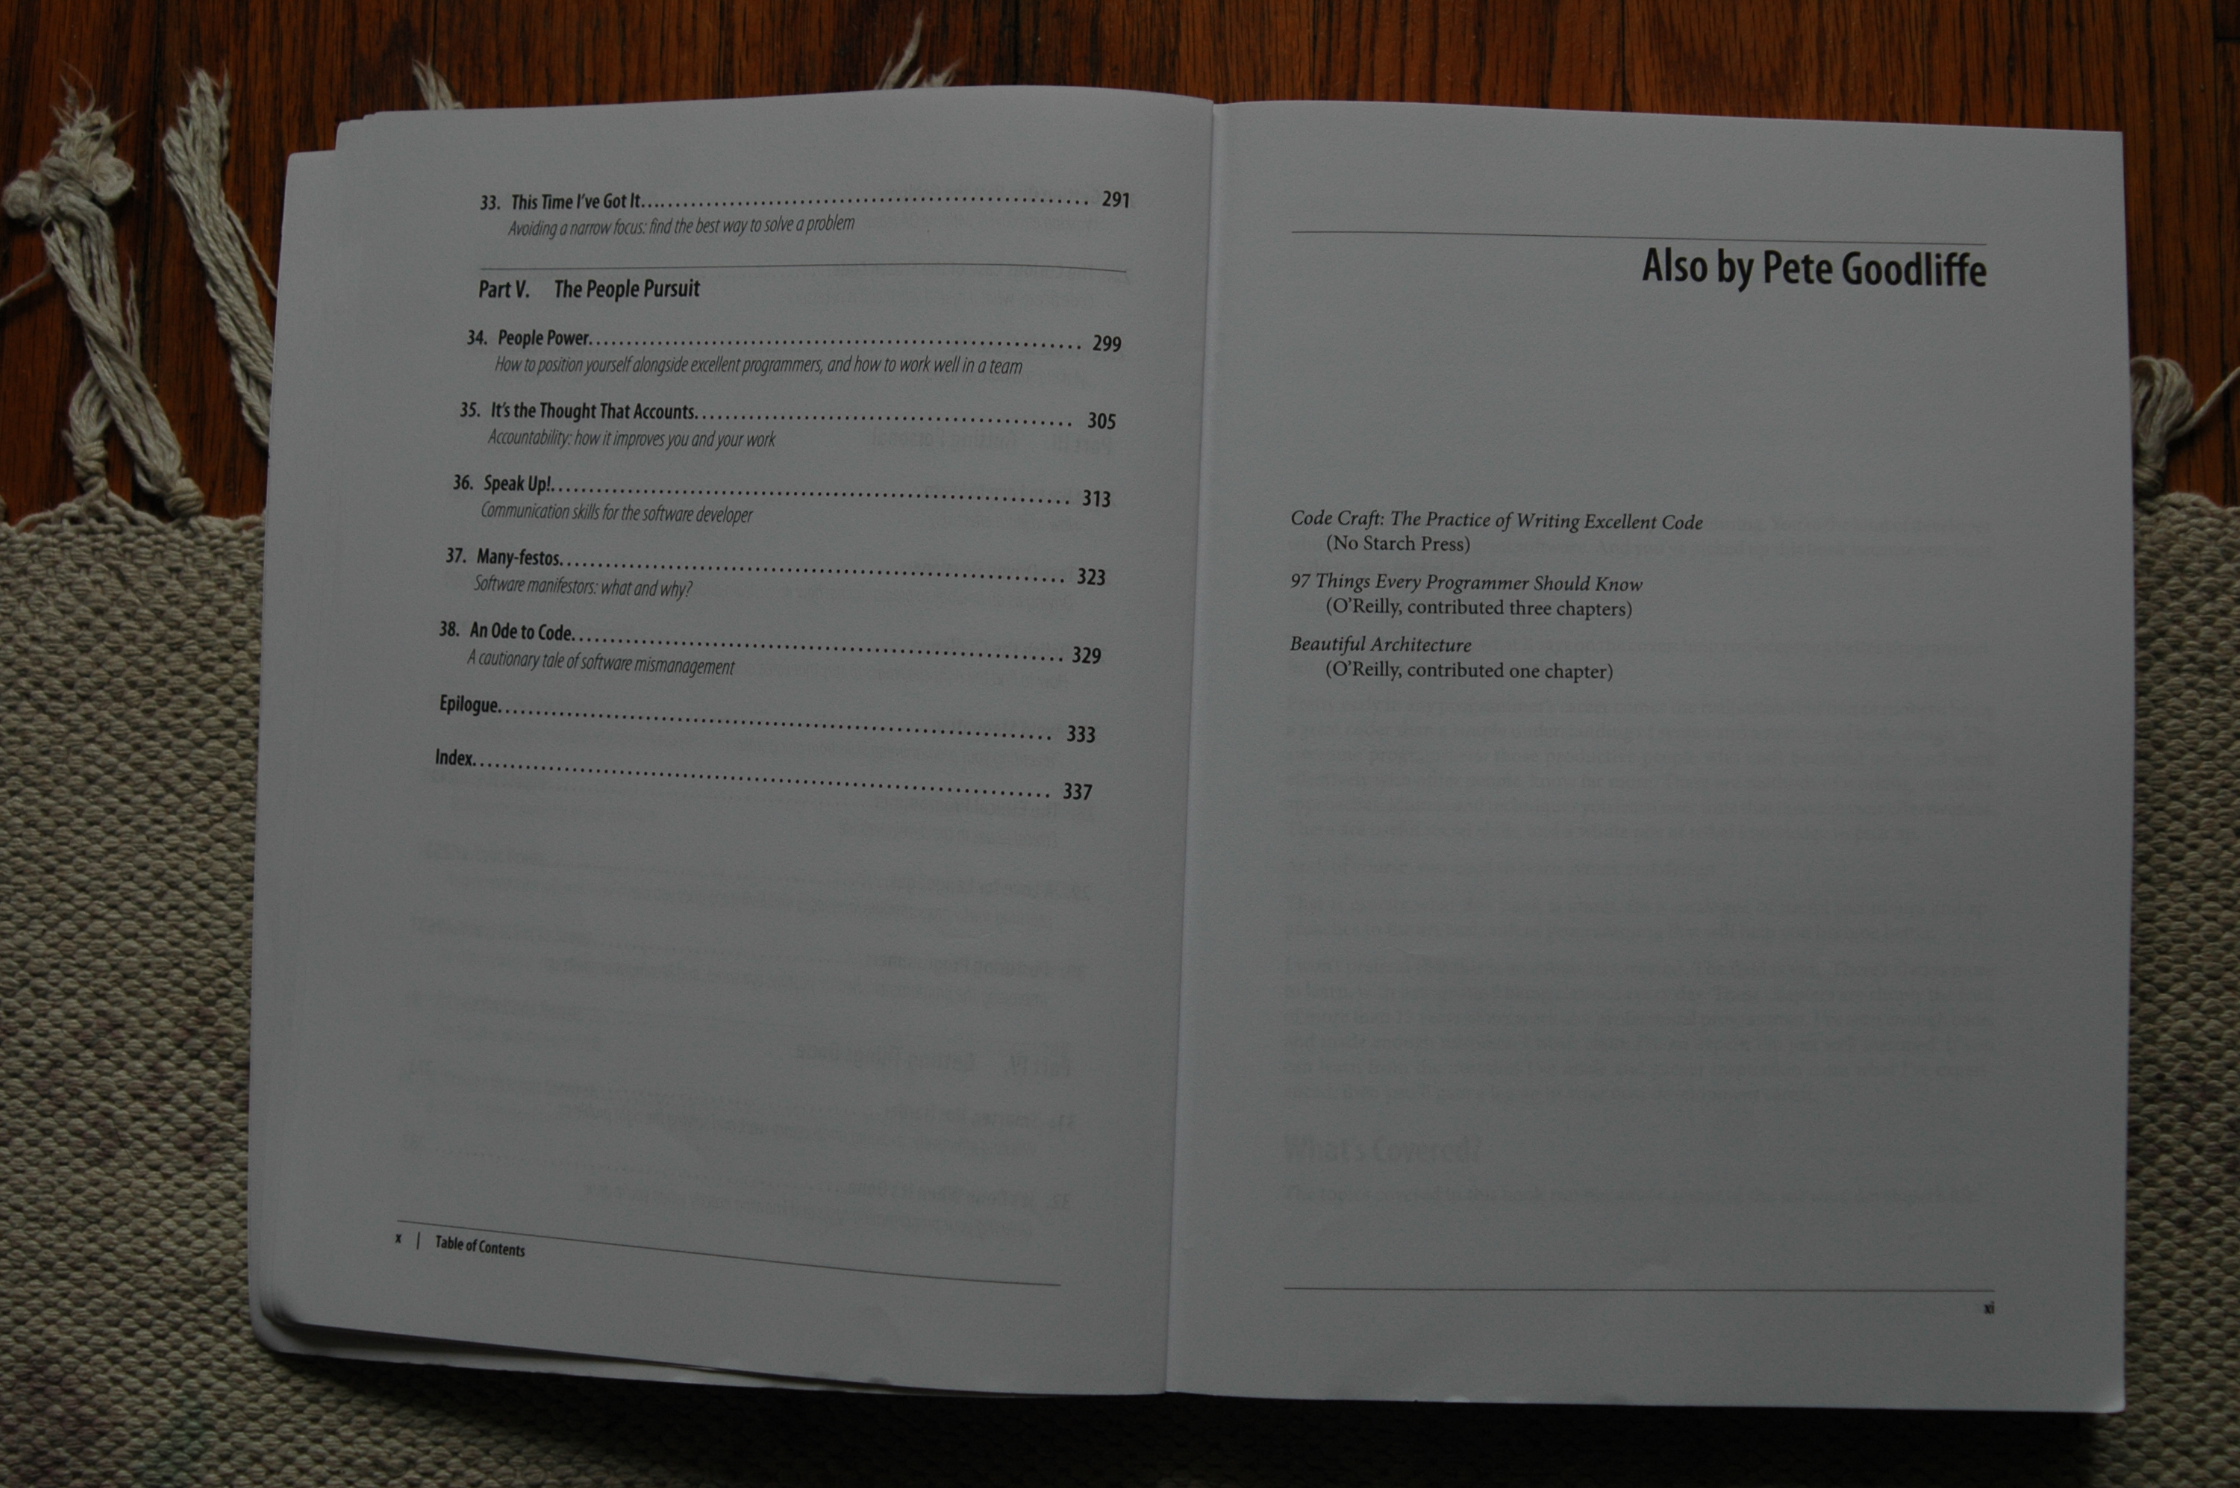 33. This Time I've Got It. . . . . . . . . . . . . . . . . . . . . . . . . . . . . . . . . . . . . . . . . . . . . . . . . . 291
Avoiding a narrow focus: find the best way to solve a problem
Part V. The People Pursuit
34. People Power. . . . . . . . . . . . . . . . . . . . . . . . . . . . . . . . . . . . . . . . . . . . . . . . . . 299
How to position yourself alongside excellent programmers, and how to work well in a team
35. It's the Thought That Accounts. . . . . . . . . . . . . . . . . . . . . . . . . . . . . . . . . . . . . . . 305
Accountability: how it improves you and your work
36. Speak Up!. . . . . . . . . . . . . . . . . . . . . . . . . . . . . . . . . . . . . . . . . . . . . . . . . . 313
Communication skills for the software developer
37. Many-festos. . . . . . . . . . . . . . . . . . . . . . . . . . . . . . . . . . . . . . . . . . . . . . . . . . 323
Software manifestors: what and why?
38. An Ode to Code. . . . . . . . . . . . . . . . . . . . . . . . . . . . . . . . . . . . . . . . . . . . . . . . . 329
A cautionary tale of software mismanagement
Epilogue. . . . . . . . . . . . . . . . . . . . . . . . . . . . . . . . . . . . . . . . . . . . . . . . . . . . . . 333
Index. . . . . . . . . . . . . . . . . . . . . . . . . . . . . . . . . . . . . . . . . . . . . . . . . . . . . . . . 337
x | Table of Contents
Also by Pete Goodliffe
Code Craft: The Practice of Writing Excellent Code
(No Starch Press)
97 Things Every Programmer Should Know
(O'Reilly, contributed three chapters)
Beautiful Architecture
(O'Reilly, contributed one chapter)
xi